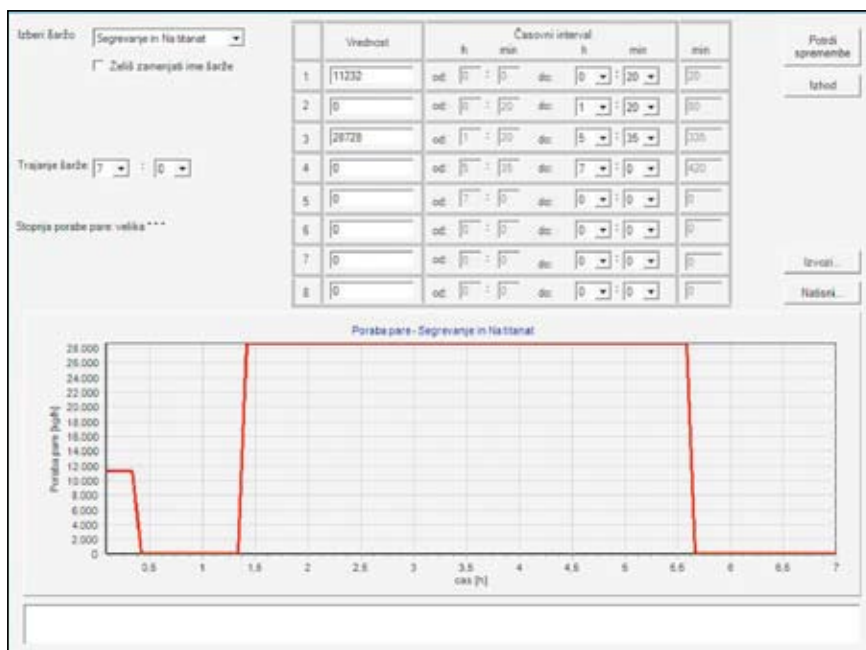 Izberi šaržo Segrevanje in Na titanat
Želiš zamenjati ime šarže
Trajanje šarže: 7 : 0
Stopnja porabe pare: velika * * *
Vrednost Časovni interval
h min h min min
1 11232 od: 0 : 0 do: 0 : 20 20
2 0 od: 0 : 20 do: 1 : 20 80
3 28728 od: 1 : 20 do: 5 : 35 335
4 0 od: 5 : 35 do: 7 : 0 420
5 0 od: 7 : 0 do: 0 : 0 0
6 0 od: 0 : 0 do: 0 : 0 0
7 0 od: 0 : 0 do: 0 : 0 0
8 0 od: 0 : 0 do: 0 : 0 0
Potrdi
spremembe
Izhod
Izvozi...
Natisni...
Poraba pare - Segrevanje in Na titanat
Poraba pare [kg/h]
28.000
26.000
24.000
22.000
20.000
18.000
16.000
14.000
12.000
10.000
8.000
6.000
4.000
2.000
0
0,5 1 1,5 2 2,5 3 3,5 4 4,5 5 5,5 6 6,5 7
cas [h]